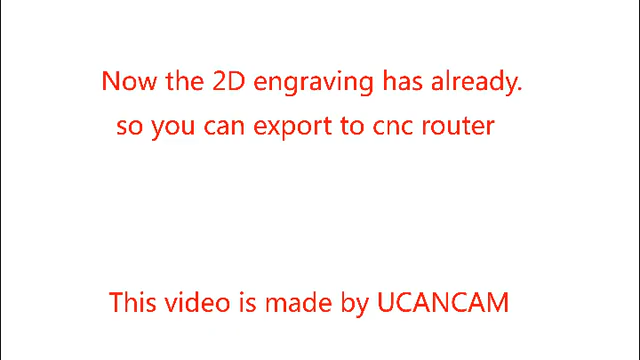 Now the 2D engraving has already.
so you can export to cnc router
This video is made by UCANCAM